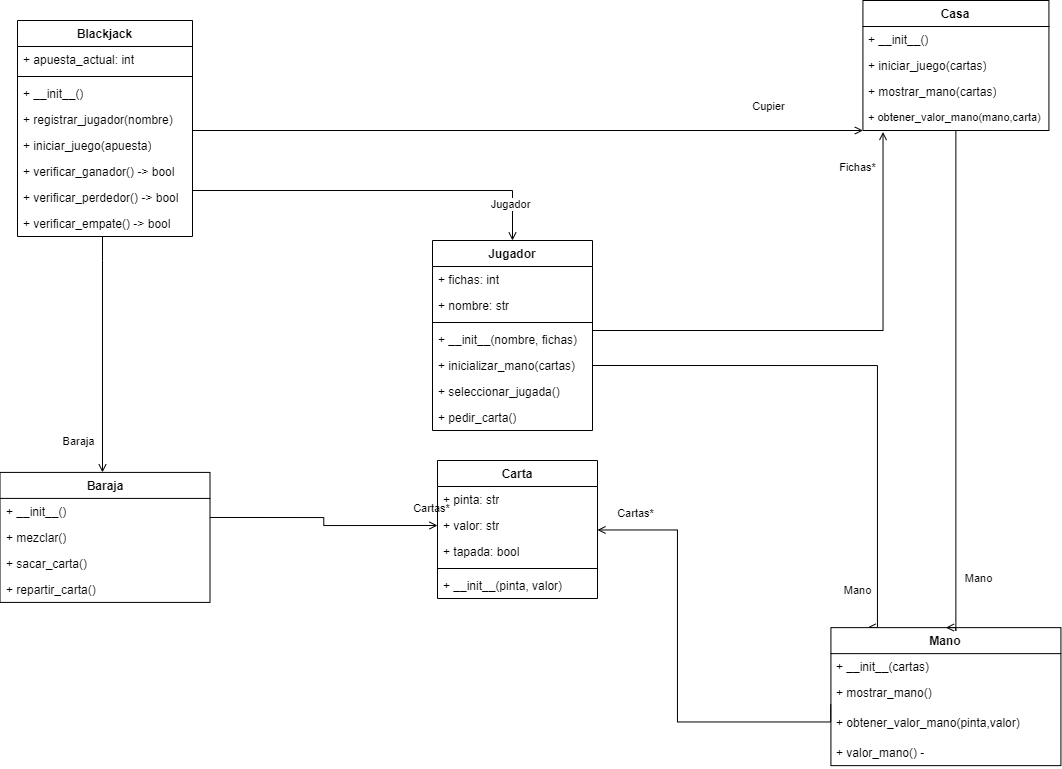 Blackjack
+ apuesta_actual: int
+ __init__()
+ registrar_jugador(nombre)
+ iniciar_juego(apuesta)
+ verificar_ganador() -> bool
+ verificar_perdedor() -> bool
+ verificar_empate() -> bool
Casa
+ __init__()
+ iniciar_juego(cartas)
+ mostrar_mano(cartas)
+ obtener_valor_mano(mano,carta)
Cupier
Fichas*
Jugador
Jugador
+ fichas: int
+ nombre: str
+ __init__(nombre, fichas)
+ inicializar_mano(cartas)
+ seleccionar_jugada()
+ pedir_carta()
Baraja
Baraja
+ __init__()
+ mezclar()
+ sacar_carta()
+ repartir_carta()
Cartas*
Carta
+ pinta: str
+ valor: str
+ tapada: bool
+ __init__(pinta, valor)
Cartas*
Mano
Mano
Mano
+ __init__(cartas)
+ mostrar_mano()
+ obtener_valor_mano(pinta,valor)
+ valor_mano() -